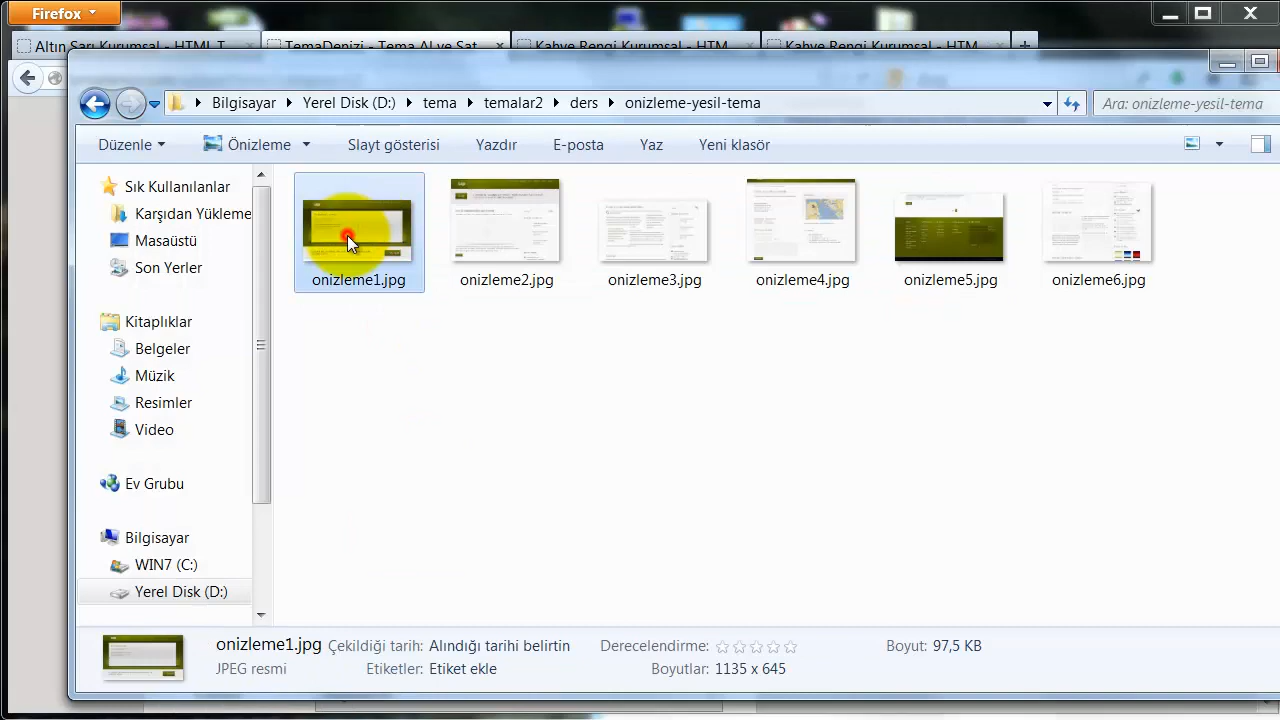 Firefox
Altın Sarı Kurumsal - HTML T
TemaDenizi - Tema Al ve Sat
Kahve Rengi Kurumsal - HTM
Kahve Rengi Kurumsal - HTM
Bilgisayar
Yerel Disk (D:)
tema
temalar2
ders
onizleme-yesil-tema
Ara: onizleme-yesil-tema
Düzenle
Önizleme
Slayt gösterisi
Yazdır
E-posta
Yaz
Yeni klasör
Sık Kullanılanlar
Karşıdan Yükleme
Masaüstü
Son Yerler
Kitaplıklar
Belgeler
Müzik
Resimler
Video
Ev Grubu
Bilgisayar
WIN7 (C:)
Yerel Disk (D:)
onizleme1.jpg
onizleme2.jpg
onizleme3.jpg
onizleme4.jpg
onizleme5.jpg
onizleme6.jpg
onizleme1.jpg Çekildiği tarih: Alındığı tarihi belirtin Derecelendirme: Boyut: 97,5 KB
JPEG resmi Etiketler: Etiket ekle Boyutlar: 1135 x 645